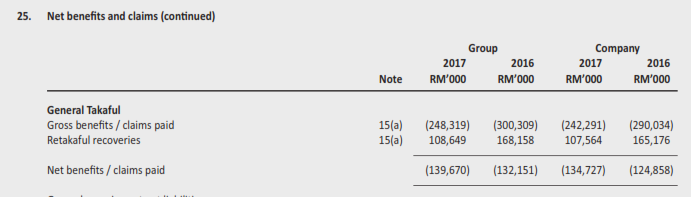 25. Net benefits and claims (continued)
Group Company
2017 2016 2017 2016
Note RM'000 RM'000 RM'000 RM'000
General Takaful
Gross benefits / claims paid 15(a) (248,319) (300,309) (242,291) (290,034)
Retakaful recoveries 15(a) 108,649 168,158 107,564 165,176
Net benefits / claims paid (139,670) (132,151) (134,727) (124,858)